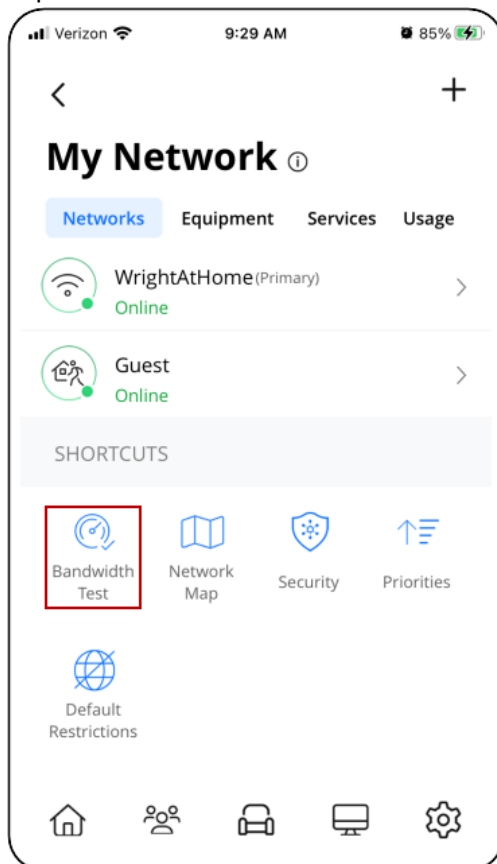 Verizon 9:29 AM 85%
My Network
Networks Equipment Services Usage
WrightAtHome (Primary)
Online
Guest
Online
SHORTCUTS
Bandwidth Test
Network Map
Security
Priorities
Default
Restrictions